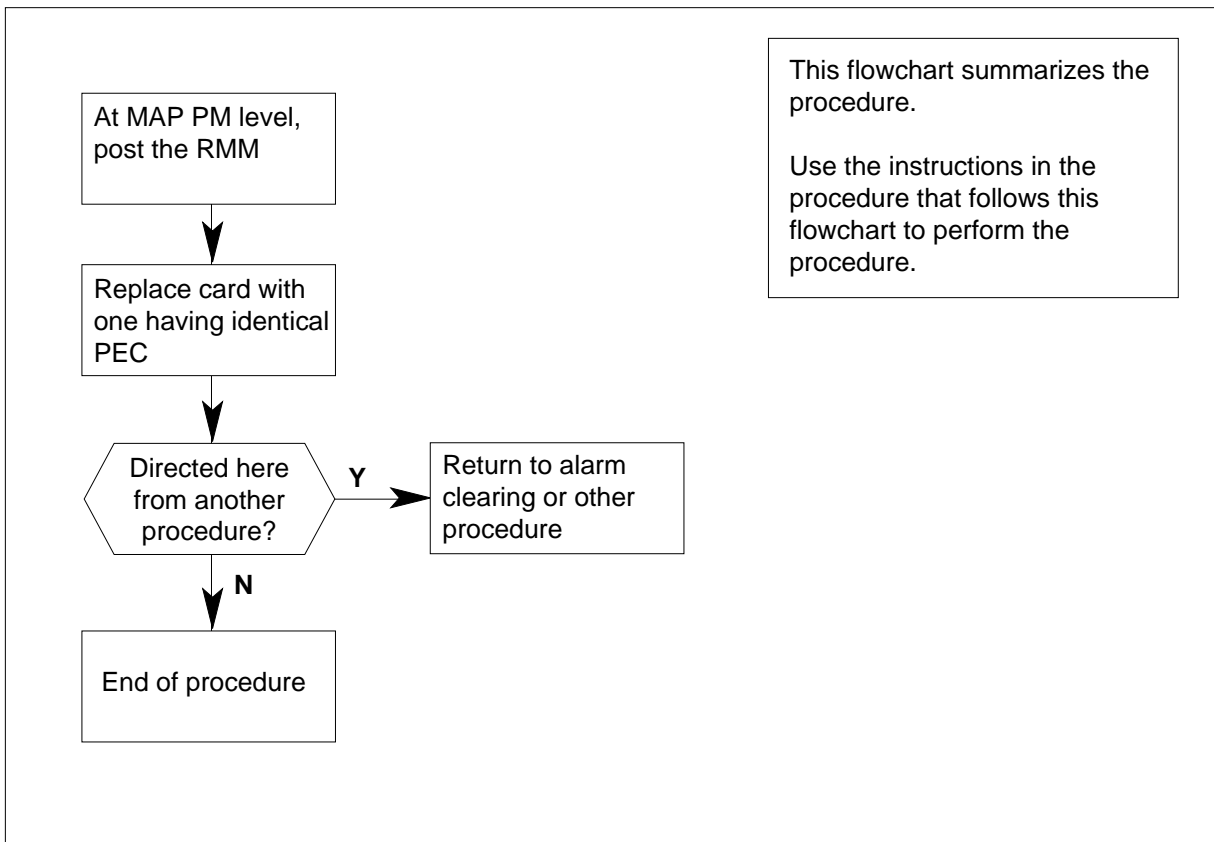 At MAP PM level,
post the RMM
Replace card with
one having identical
PEC
Directed here
from another
procedure?
Y
Return to alarm
clearing or other
procedure
N
End of procedure
This flowchart summarizes the
procedure.
Use the instructions in the
procedure that follows this
flowchart to perform the
procedure.